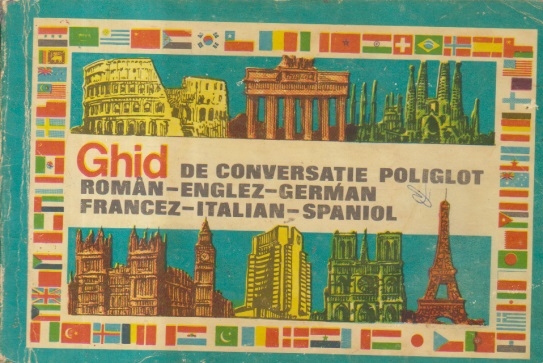 Ghid DE CONVERSATIE POLIGLOT
ROMÂN-ENGLEZ-GERMAN
FRANCEZ-ITALIAN-SPANIOL